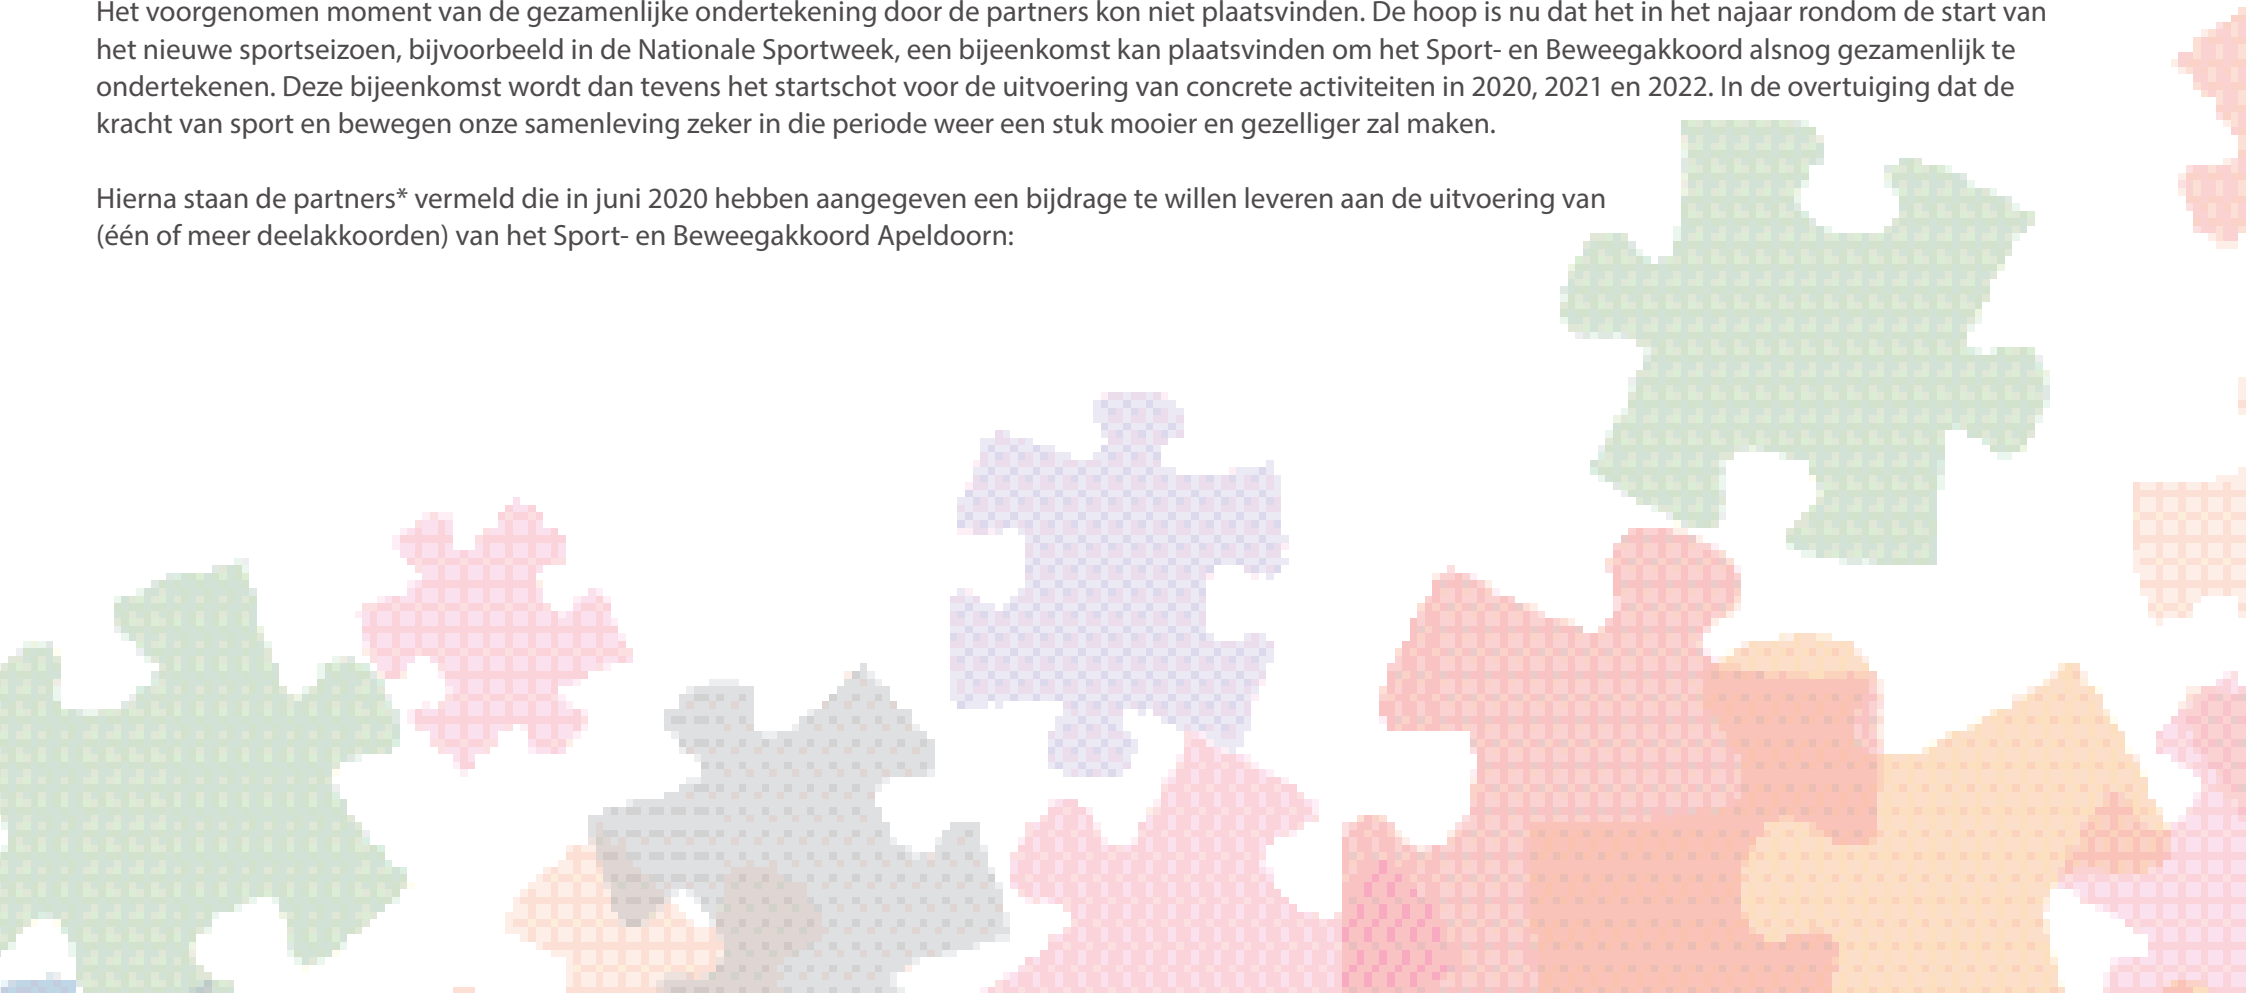 Het voorgenomen moment van de gezamenlijke ondertekening door de partners kon niet plaatsvinden. De hoop is nu dat het in het najaar rondom de start van
het nieuwe sportseizoen, bijvoorbeeld in de Nationale Sportweek, een bijeenkomst kan plaatsvinden om het Sport- en Beweegakkoord alsnog gezamenlijk te
ondertekenen. Deze bijeenkomst wordt dan tevens het startschot voor de uitvoering van concrete activiteiten in 2020, 2021 en 2022. In de overtuiging dat de
kracht van sport en bewegen onze samenleving zeker in die periode weer een stuk mooier en gezelliger zal maken.
Hierna staan de partners* vermeld die in juni 2020 hebben aangegeven een bijdrage te willen leveren aan de uitvoering van
(één of meer deelakkoorden) van het Sport- en Beweegakkoord Apeldoorn: